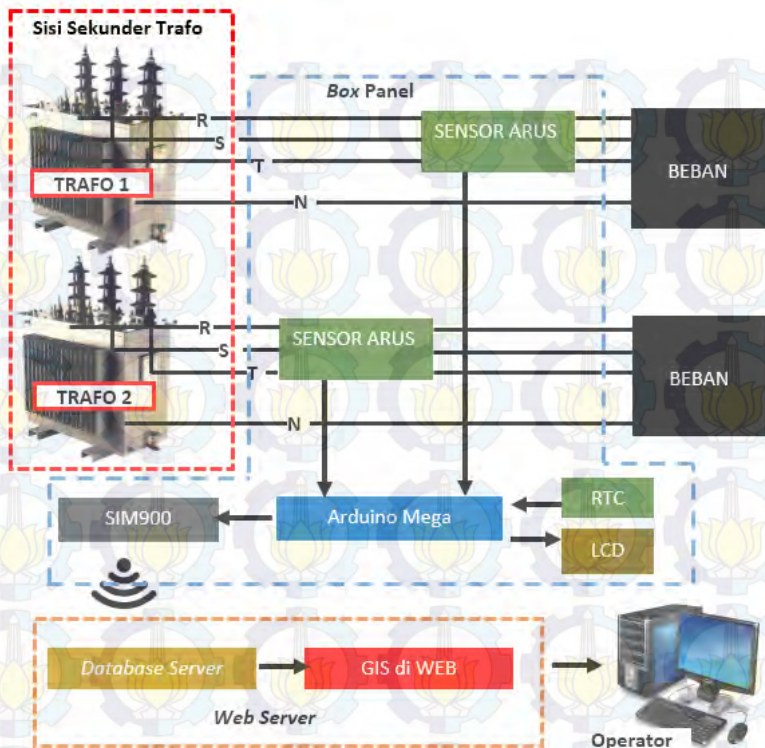 Sisi Sekunder Trafo
Box Panel
R
S
T
N
SENSOR ARUS
BEBAN
TRAFO 1
R
S
T
N
SENSOR ARUS
BEBAN
TRAFO 2
SIM900
Arduino Mega
RTC
LCD
Database Server
GIS di WEB
Web Server
Operator